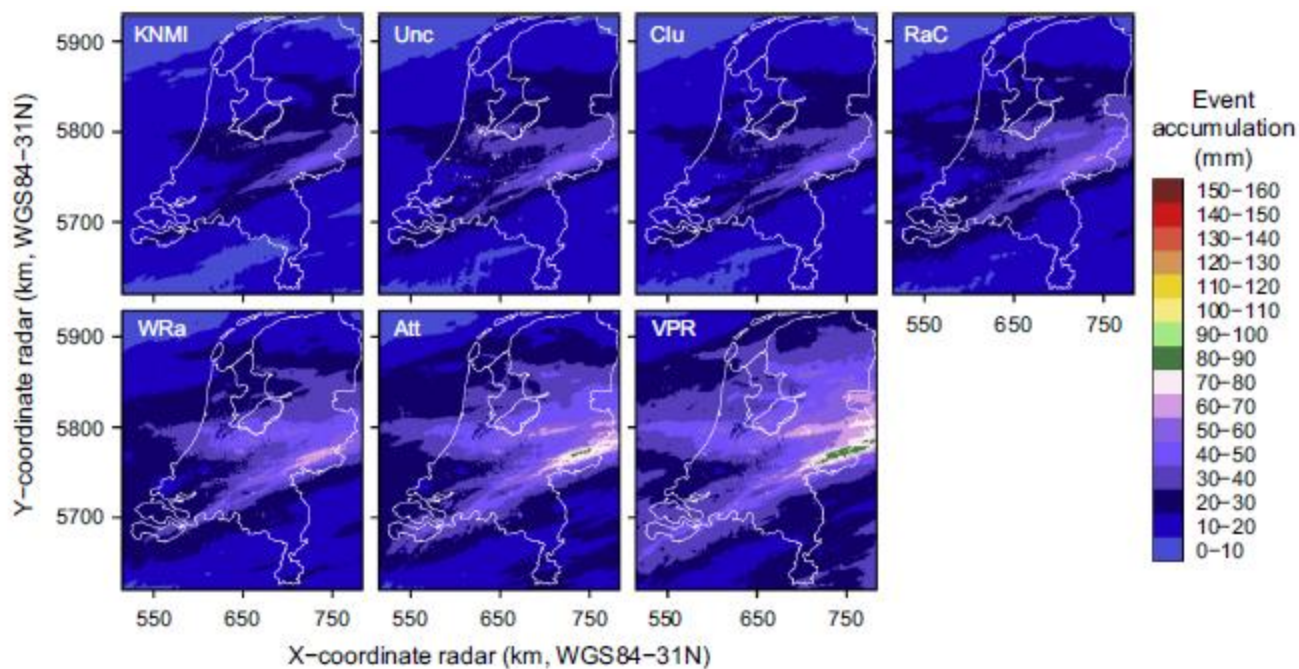 KNMI
Unc
Clu
RaC
5900
5800
5700
550
650
750
Event
accumulation
(mm)
150−160
140−150
130−140
120−130
110−120
100−110
90−100
80−90
70−80
60−70
50−60
40−50
30−40
20−30
10−20
0−10
WRa
Att
VPR
5900
5800
5700
550
650
750
550
650
750
550
650
750
Y−coordinate radar (km, WGS84−31N)
X−coordinate radar (km, WGS84−31N)